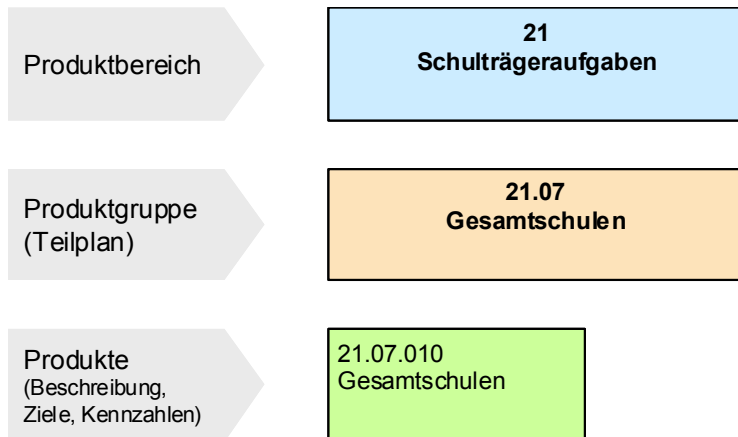 Produktbereich
21
Schulträgeraufgaben
Produktgruppe
(Teilplan)
21.07
Gesamtschulen
Produkte
(Beschreibung,
Ziele, Kennzahlen)
21.07.010
Gesamtschulen